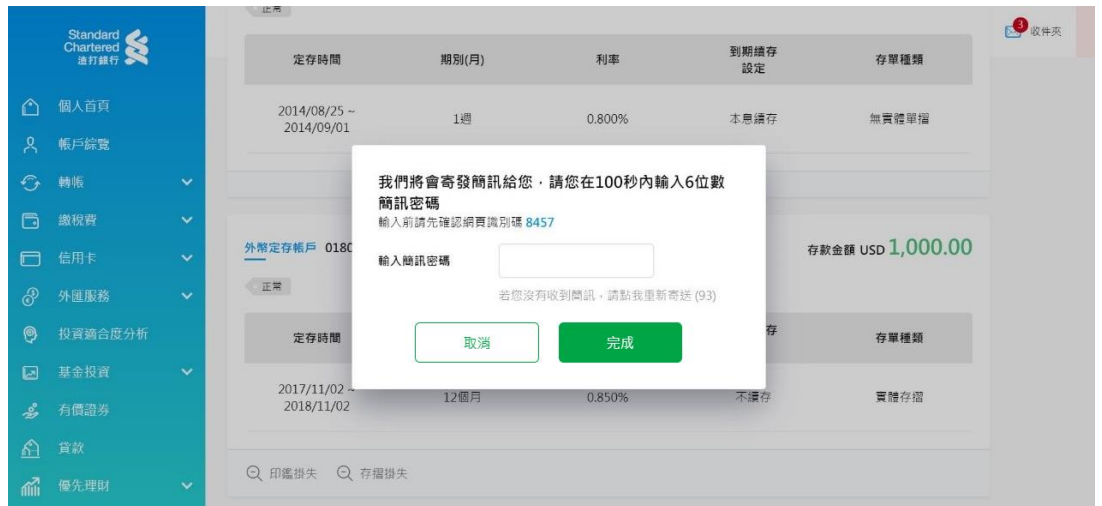 Standard
Chartered
渣打銀行
個人首頁
帳戶綜覽
轉帳
繳稅費
信用卡
外匯服務
投資適合度分析
基金投資
有價證券
貸款
優先理財
3 收件夾
正常
定存時間 期別(月) 利率 到期續存
設定 存單種類
2014/08/25 ~
2014/09/01 1週 0.800% 本息續存 無實體單摺
我們將會寄發簡訊給您，請您在100秒內輸入6位數
簡訊密碼
輸入前請先確認網頁識別碼 8457
輸入簡訊密碼
若您沒有收到簡訊，請點我重新寄送 (93)
取消 完成
外幣定存帳戶 0180 存款金額 USD 1,000.00
正常
定存時間 存 存單種類
2017/11/02 ~
2018/11/02 12個月 0.850% 不續存 實體存摺
印鑑掛失 存摺掛失